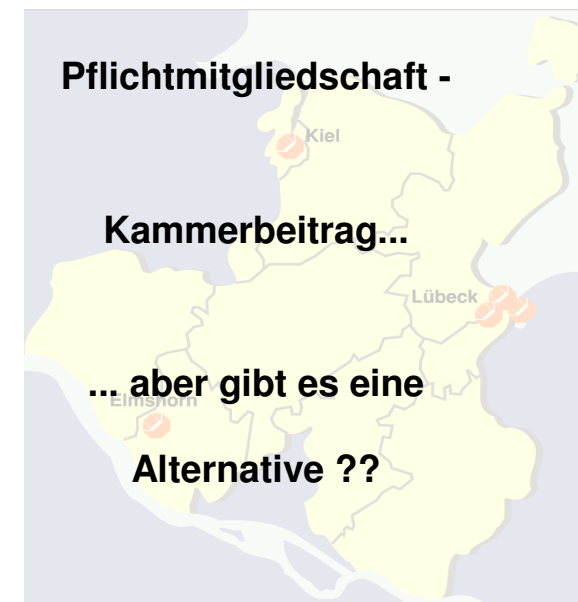 Pflichtmitgliedschaft -
Kiel
Kammerbeitrag...
Lübeck
... aber gibt es eine
Elmshorn
Alternative ??